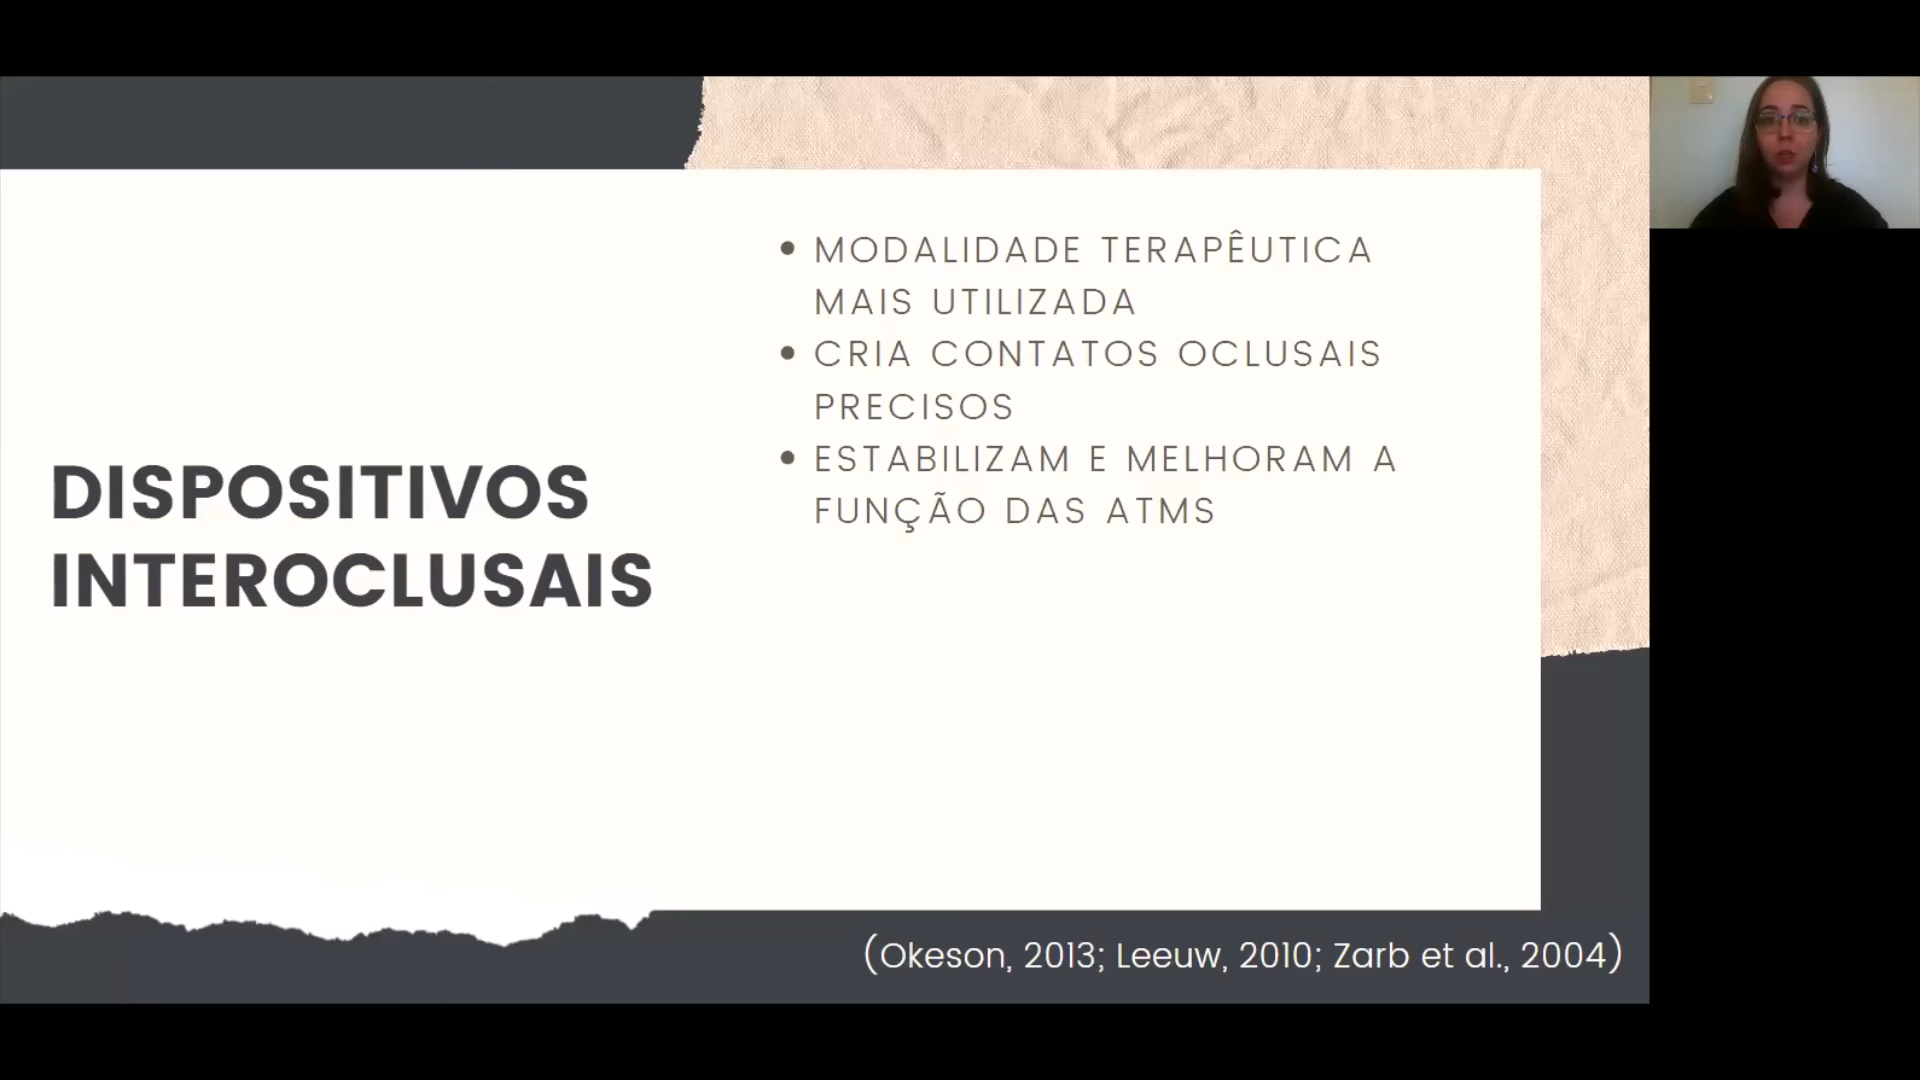 DISPOSITIVOS
INTEROCLUSAIS
• MODALIDADE TERAPÊUTICA
MAIS UTILIZADA
• CRIA CONTATOS OCLUSAIS
PRECISOS
• ESTABILIZAM E MELHORAM A
FUNÇÃO DAS ATMS
(Okeson, 2013; Leeuw, 2010; Zarb et al., 2004)